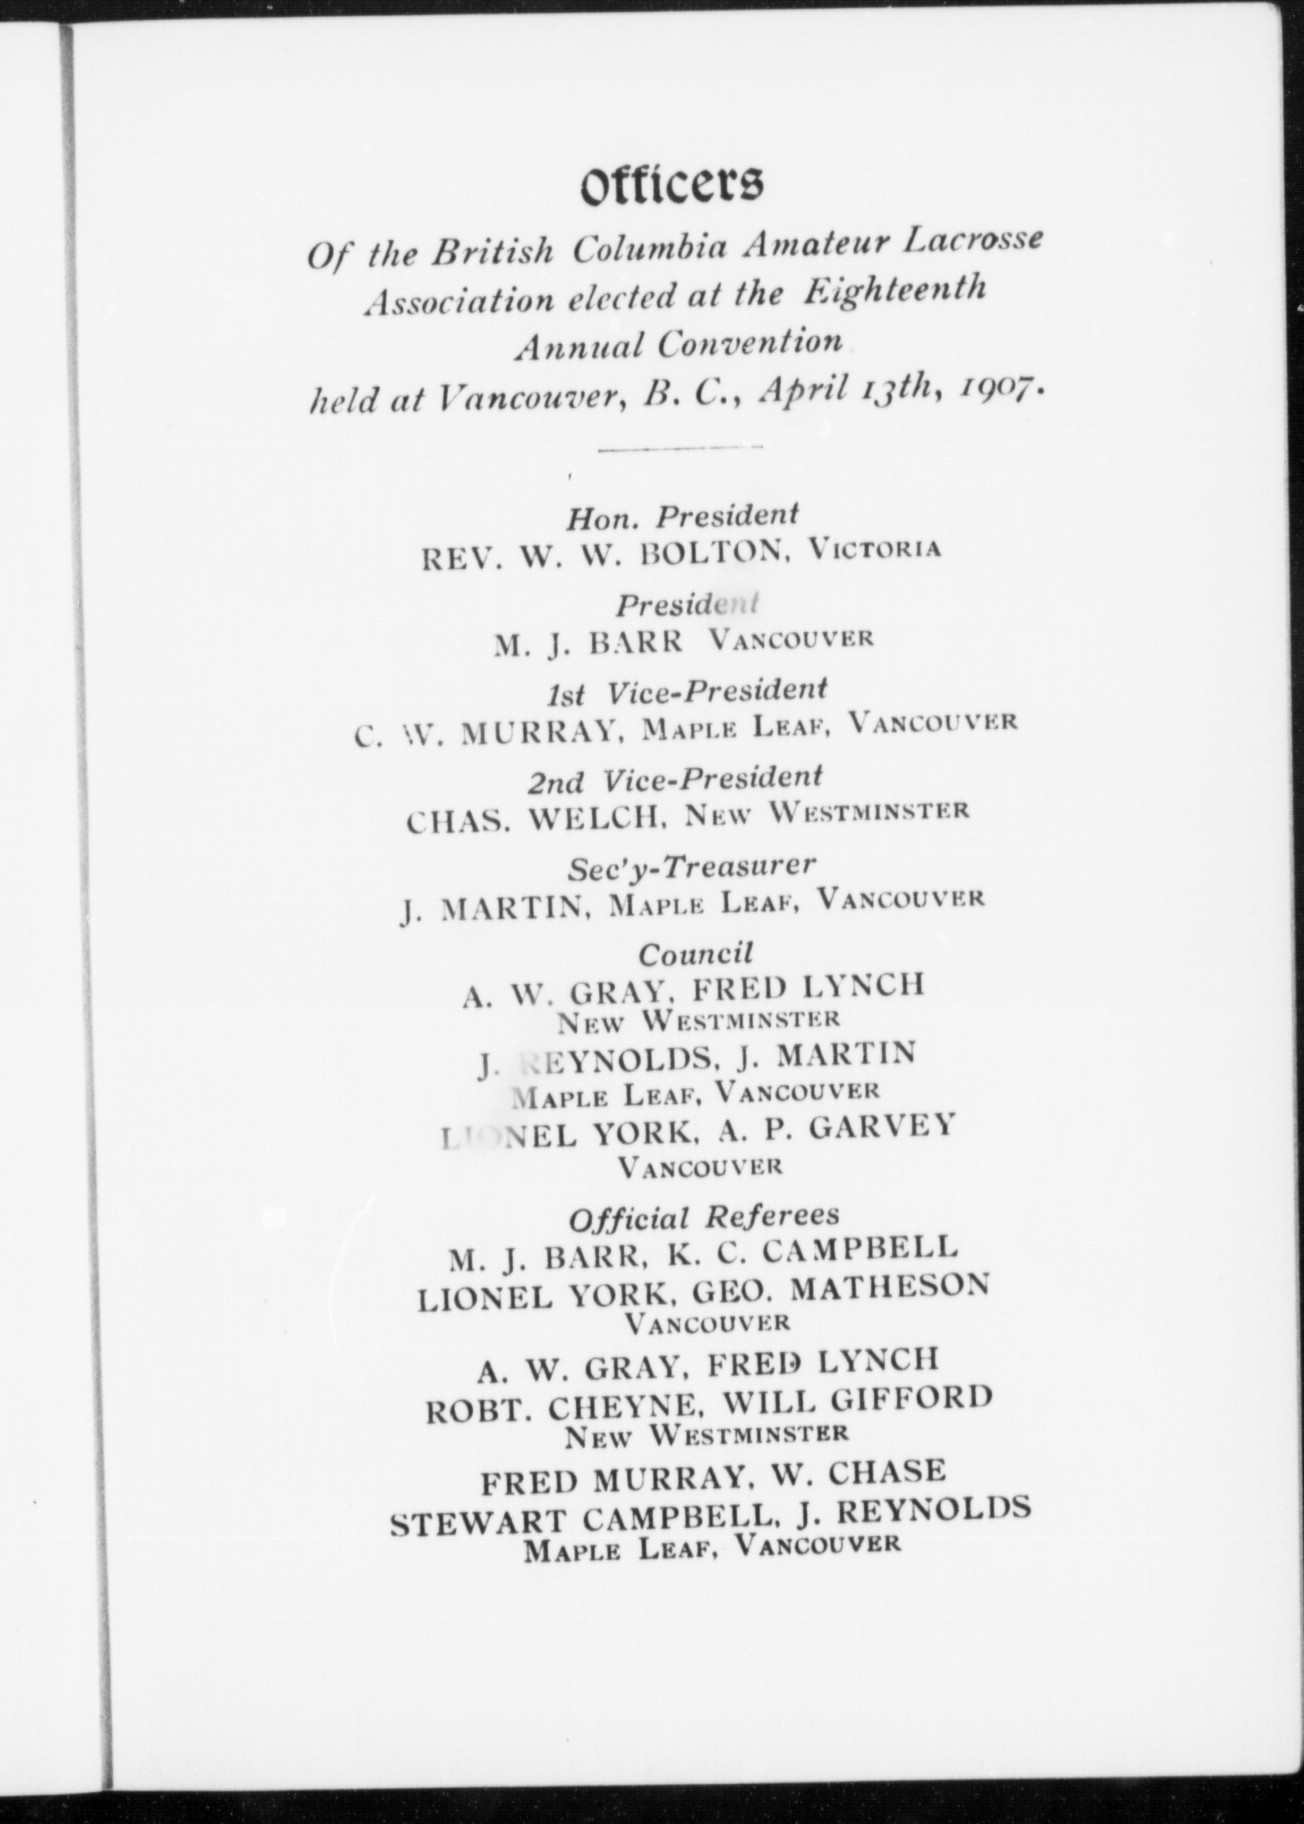 Officers
Of the British Columbia Amateur Lacrosse
Association elected at the Eighteenth
Annual Convention
held at Vancouver, B. C., April 13th, 1907.
Hon. President
REV. W. W. BOLTON, VICTORIA
President
M. J. BARR VANCOUVER
1st Vice-President
C. W. MURRAY, MAPLE LEAF, VANCOUVER
2nd Vice-President
CHAS. WELCH, NEW WESTMINSTER
Sec'y-Treasurer
J. MARTIN, MAPLE LEAF, VANCOUVER
Council
A. W. GRAY, FRED LYNCH
NEW WESTMINSTER
J. REYNOLDS, J. MARTIN
MAPLE LEAF, VANCOUVER
LIONEL YORK, A. P. GARVEY
VANCOUVER
Official Referees
M. J. BARR, K. C. CAMPBELL
LIONEL YORK, GEO. MATHESON
VANCOUVER
A. W. GRAY, FRED LYNCH
ROBT. CHEYNE, WILL GIFFORD
NEW WESTMINSTER
FRED MURRAY, W. CHASE
STEWART CAMPBELL, J. REYNOLDS
MAPLE LEAF, VANCOUVER